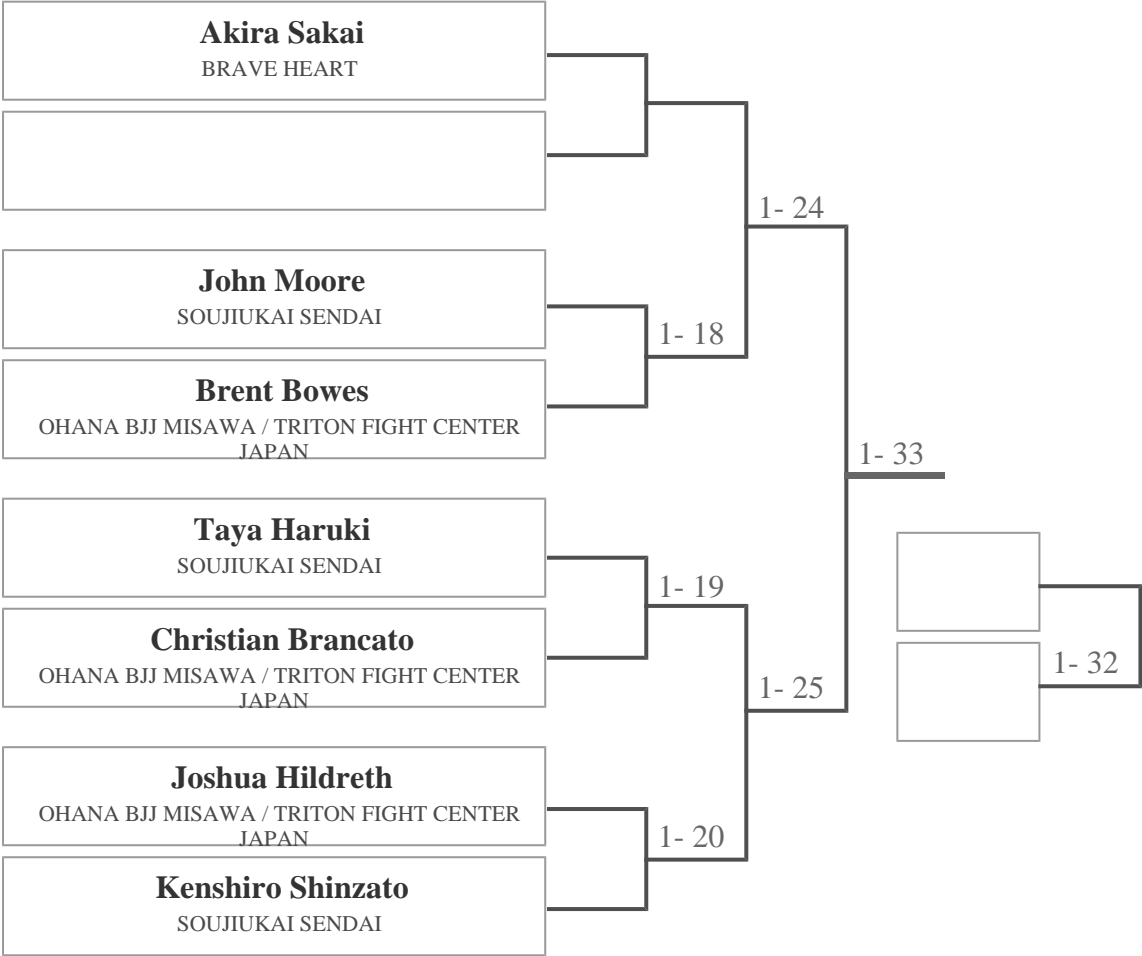 Akira Sakai
BRAVE HEART
1- 24
John Moore
SOUJIUKAI SENDAI
1- 18
Brent Bowes
OHANA BJJ MISAWA / TRITON FIGHT CENTER
JAPAN
1- 33
Taya Haruki
SOUJIUKAI SENDAI
1- 19
Christian Brancato
OHANA BJJ MISAWA / TRITON FIGHT CENTER
JAPAN
1- 25
1- 32
Joshua Hildreth
OHANA BJJ MISAWA / TRITON FIGHT CENTER
JAPAN
1- 20
Kenshiro Shinzato
SOUJIUKAI SENDAI